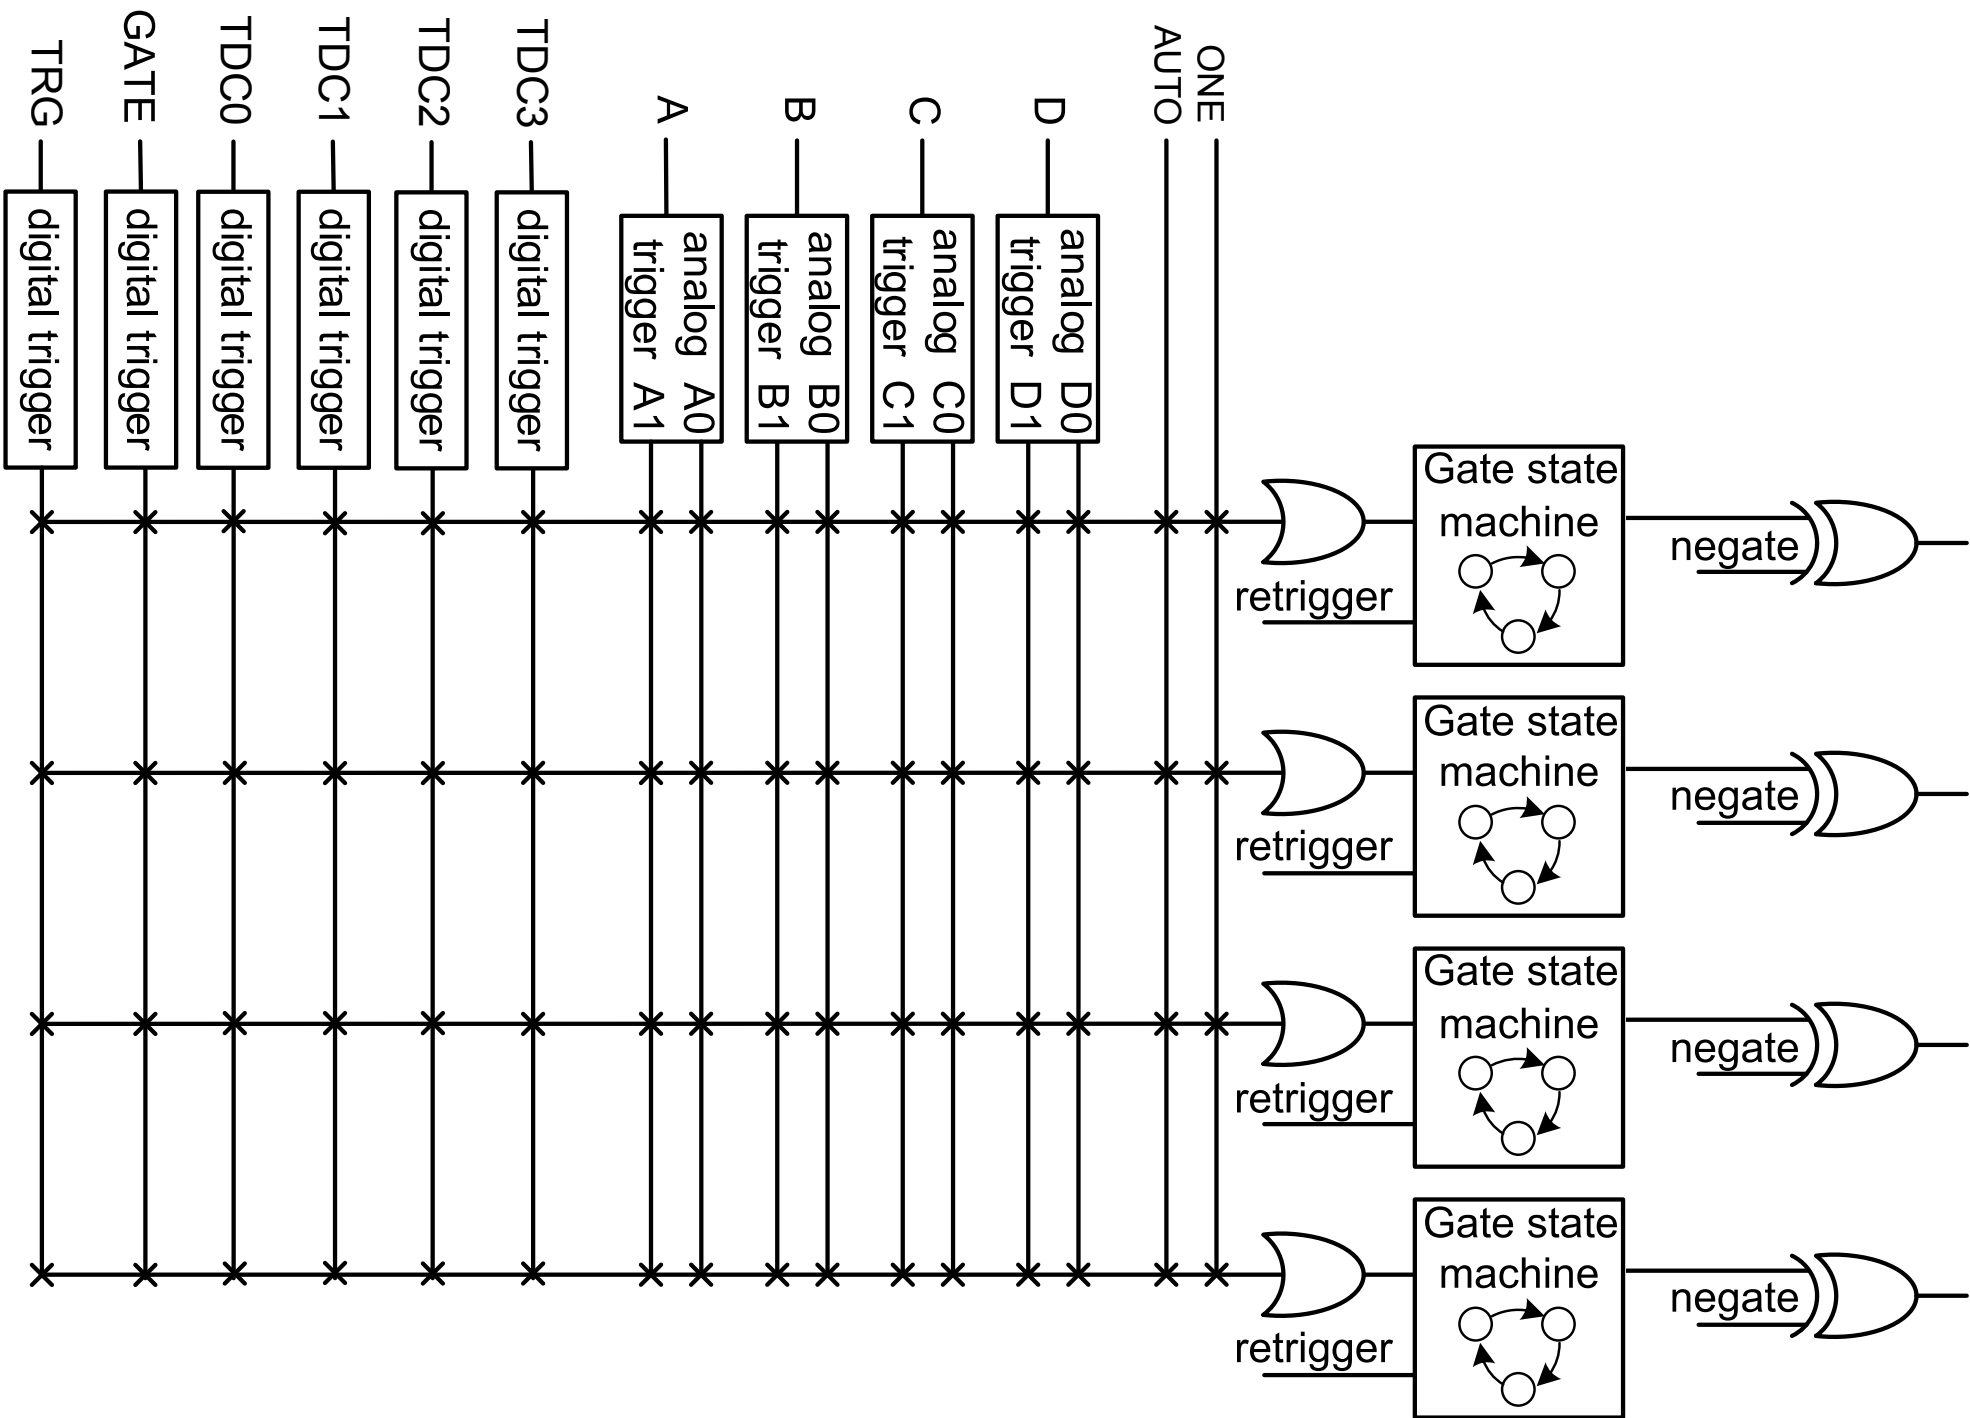 TRG
GATE
TDC0
TDC1
TDC2
TDC3
A
B
C
D
AUTO
ONE
digital trigger
digital trigger
digital trigger
digital trigger
digital trigger
digital trigger
analog A0
trigger A1
analog B0
trigger B1
analog C0
trigger C1
analog D0
trigger D1
Gate state
machine
negate
retrigger
Gate state
machine
negate
retrigger
Gate state
machine
negate
retrigger
Gate state
machine
negate
retrigger